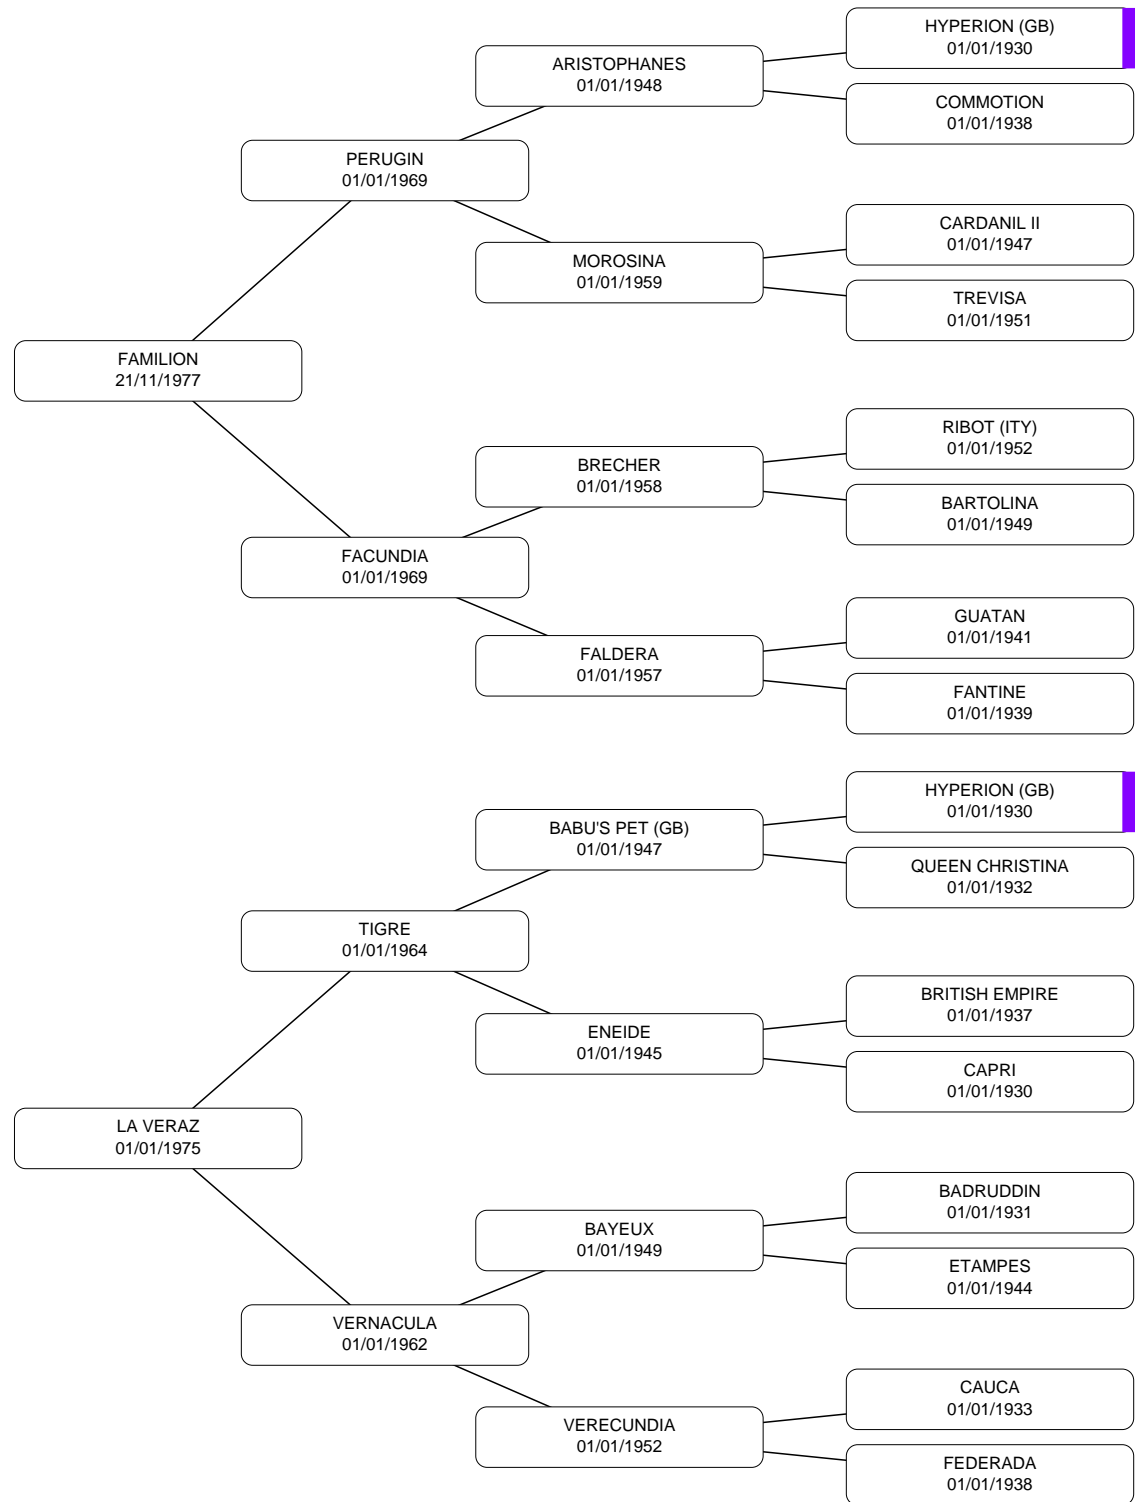 HYPERION (GB)
01/01/1930
ARISTOPHANES
01/01/1948
COMMOTION
01/01/1938
PERUGIN
01/01/1969
CARDANIL II
01/01/1947
MOROSINA
01/01/1959
TREVISA
01/01/1951
FAMILION
21/11/1977
RIBOT (ITY)
01/01/1952
BRECHER
01/01/1958
BARTOLINA
01/01/1949
FACUNDIA
01/01/1969
GUATAN
01/01/1941
FALDERA
01/01/1957
FANTINE
01/01/1939
HYPERION (GB)
01/01/1930
BABU'S PET (GB)
01/01/1947
QUEEN CHRISTINA
01/01/1932
TIGRE
01/01/1964
BRITISH EMPIRE
01/01/1937
ENEIDE
01/01/1945
CAPRI
01/01/1930
LA VERAZ
01/01/1975
BADRUDDIN
01/01/1931
BAYEUX
01/01/1949
ETAMPES
01/01/1944
VERNACULA
01/01/1962
CAUCA
01/01/1933
VERECUNDIA
01/01/1952
FEDERADA
01/01/1938